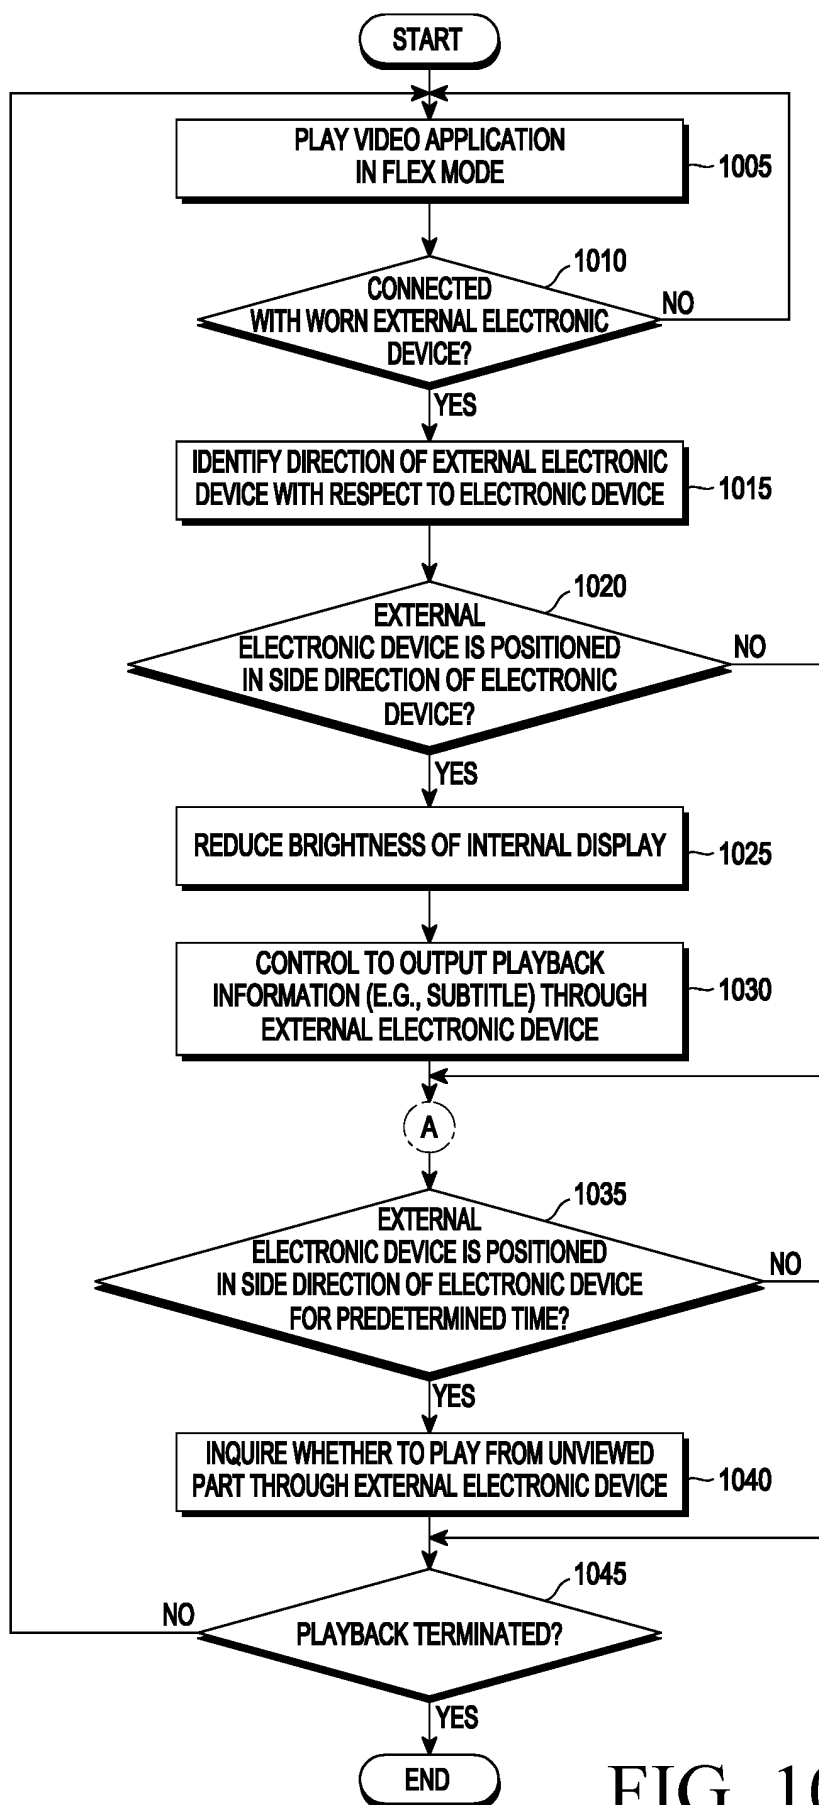 START
PLAY VIDEO APPLICATION
IN FLEX MODE
1005
1010
CONNECTED
WITH WORN EXTERNAL ELECTRONIC
DEVICE?
NO
YES
IDENTIFY DIRECTION OF EXTERNAL ELECTRONIC
DEVICE WITH RESPECT TO ELECTRONIC DEVICE
1015
1020
EXTERNAL
ELECTRONIC DEVICE IS POSITIONED
IN SIDE DIRECTION OF ELECTRONIC
DEVICE?
NO
YES
REDUCE BRIGHTNESS OF INTERNAL DISPLAY
1025
CONTROL TO OUTPUT PLAYBACK
INFORMATION (E.G., SUBTITLE) THROUGH
EXTERNAL ELECTRONIC DEVICE
1030
A
1035
EXTERNAL
ELECTRONIC DEVICE IS POSITIONED
IN SIDE DIRECTION OF ELECTRONIC DEVICE
FOR PREDETERMINED TIME?
NO
YES
INQUIRE WHETHER TO PLAY FROM UNVIEWED
PART THROUGH EXTERNAL ELECTRONIC DEVICE
1040
1045
NO
PLAYBACK TERMINATED?
YES
END
FIG. 10